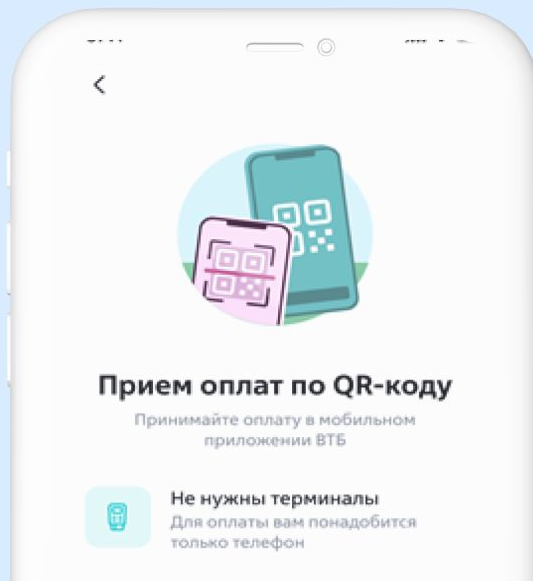 Прием оплат по QR-коду
Принимайте оплату в мобильном
приложении ВТБ
Не нужны терминалы
Для оплаты вам понадобится
только телефон